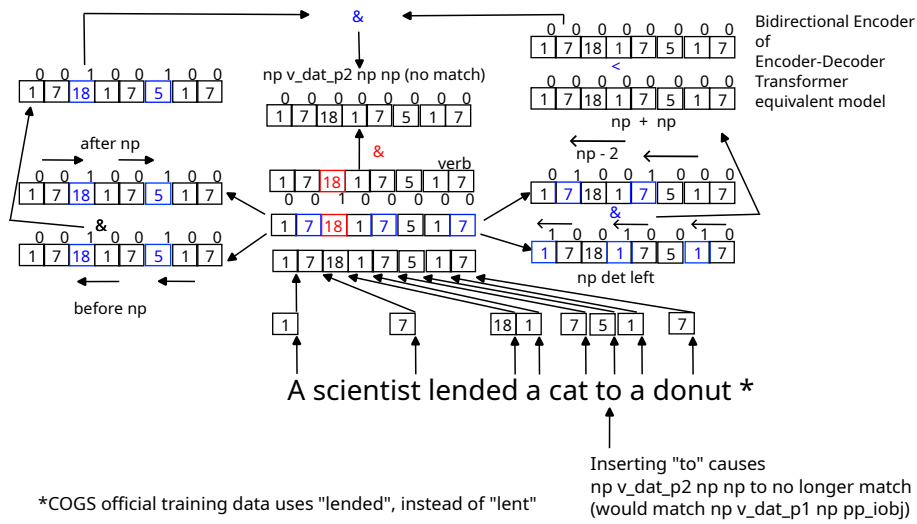 &
0 0 0 0 0 0 0 0
1 7 18 1 7 5 1 7
<
0 0 0 0 0 0 0 0
1 7 18 1 7 5 1 7
np + np
Bidirectional Encoder
of
Encoder-Decoder
Transformer
equivalent model
0 0 1 0 0 1 0 0
1 7 18 1 7 5 1 7
np v_dat_p2 np np (no match)
0 0 0 0 0 0 0 0
1 7 18 1 7 5 1 7
&
verb
1 7 18 1 7 5 1 7
0 0 1 0 0 0 0 0
1 7 18 1 7 5 1 7
1 7 18 1 7 5 1 7
after np
0 0 1 0 0 1 0 0
1 7 18 1 7 5 1 7
&
0 0 1 0 0 1 0 0
1 7 18 1 7 5 1 7
before np
np - 2
0 1 0 0 1 0 0 0
1 7 18 1 7 5 1 7
&
1 0 0 1 0 0 1 0
1 7 18 1 7 5 1 7
np det left
1 7 18 1 7 5 1 7
A scientist lended a cat to a donut *
Inserting "to" causes
np v_dat_p2 np np to no longer match
(would match np v_dat_p1 np pp_iobj)
*COGS official training data uses "lended", instead of "lent"